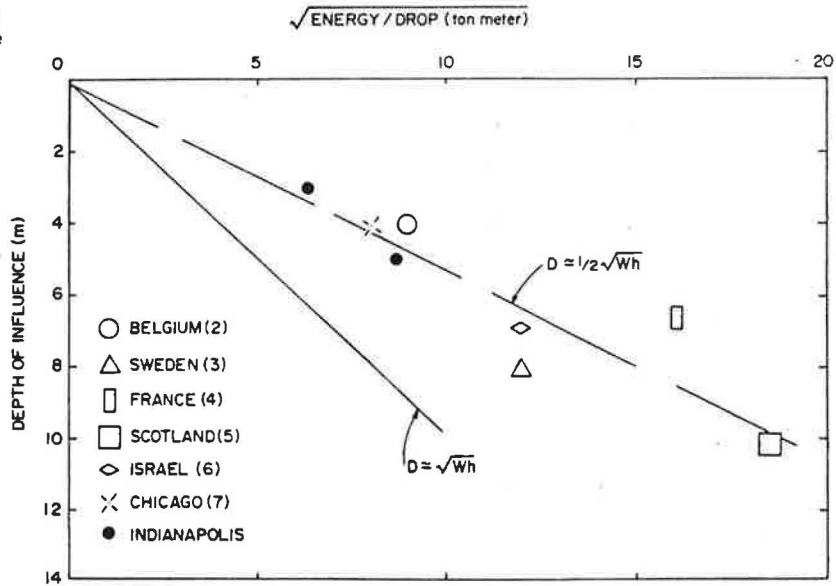 √ENERGY / DROP (ton meter)
0 5 10 15 20
0
2
4
6
8
10
12
14
DEPTH OF INFLUENCE (m)
D ≃ 1/2 √Wh
D ≃ √Wh
BELGIUM (2)
SWEDEN (3)
FRANCE (4)
SCOTLAND (5)
ISRAEL (6)
CHICAGO (7)
INDIANAPOLIS